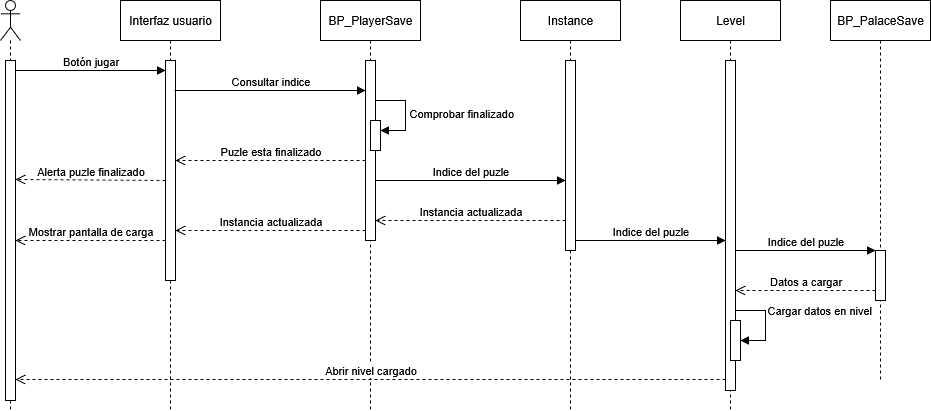 Interfaz usuario
BP_PlayerSave
Instance
Level
BP_PalaceSave
Botón jugar
Consultar indice
Comprobar finalizado
Puzle esta finalizado
Alerta puzle finalizado
Indice del puzle
Instancia actualizada
Instancia actualizada
Mostrar pantalla de carga
Indice del puzle
Indice del puzle
Datos a cargar
Cargar datos en nivel
Abrir nivel cargado